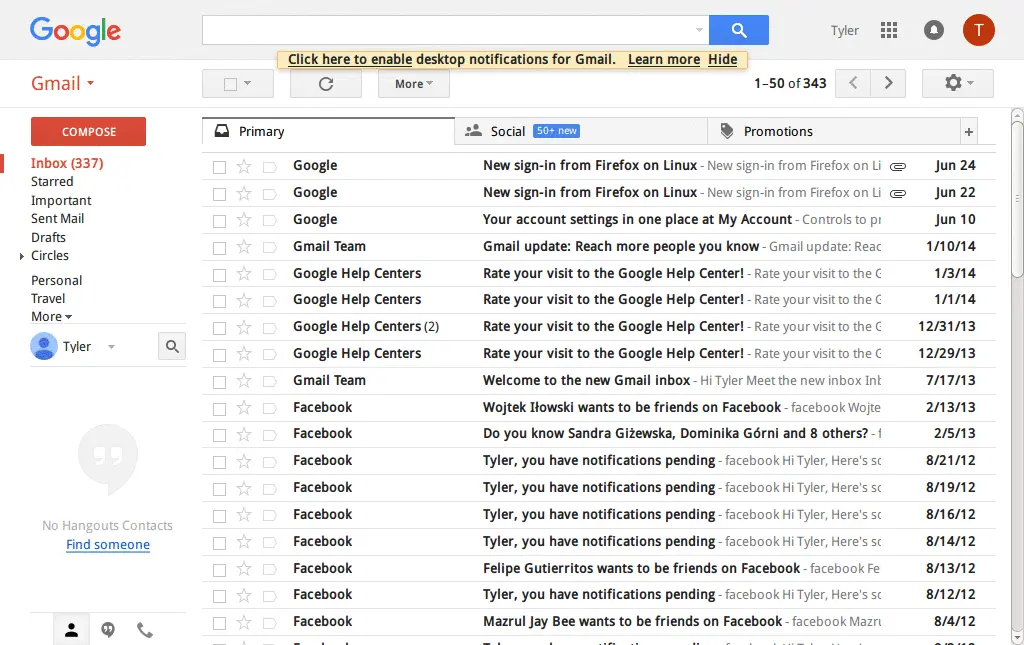 Google
Tyler
T
Click here to enable desktop notifications for Gmail. Learn more Hide
Gmail
More
1–50 of 343
COMPOSE
Primary
Social 50+ new
Promotions
+
Inbox (337)
Starred
Important
Sent Mail
Drafts
Circles
Personal
Travel
More
Tyler
No Hangouts Contacts
Find someone
Google New sign-in from Firefox on Linux - New sign-in from Firefox on Li Jun 24
Google New sign-in from Firefox on Linux - New sign-in from Firefox on Li Jun 22
Google Your account settings in one place at My Account - Controls to pr Jun 10
Gmail Team Gmail update: Reach more people you know - Gmail update: Reac 1/10/14
Google Help Centers Rate your visit to the Google Help Center! - Rate your visit to the G 1/3/14
Google Help Centers Rate your visit to the Google Help Center! - Rate your visit to the G 1/1/14
Google Help Centers (2) Rate your visit to the Google Help Center! - Rate your visit to the G 12/31/13
Google Help Centers Rate your visit to the Google Help Center! - Rate your visit to the G 12/29/13
Gmail Team Welcome to the new Gmail inbox - Hi Tyler Meet the new inbox Inb 7/17/13
Facebook Wojtek Iłowski wants to be friends on Facebook - facebook Wojte 2/13/13
Facebook Do you know Sandra Giżewska, Dominika Górni and 8 others? - f 2/5/13
Facebook Tyler, you have notifications pending - facebook Hi Tyler, Here's sc 8/21/12
Facebook Tyler, you have notifications pending - facebook Hi Tyler, Here's sc 8/19/12
Facebook Tyler, you have notifications pending - facebook Hi Tyler, Here's sc 8/16/12
Facebook Tyler, you have notifications pending - facebook Hi Tyler, Here's sc 8/14/12
Facebook Felipe Gutierritos wants to be friends on Facebook - facebook Fe 8/13/12
Facebook Tyler, you have notifications pending - facebook Hi Tyler, Here's sc 8/12/12
Facebook Mazrul Jay Bee wants to be friends on Facebook - facebook Mazru 8/4/12